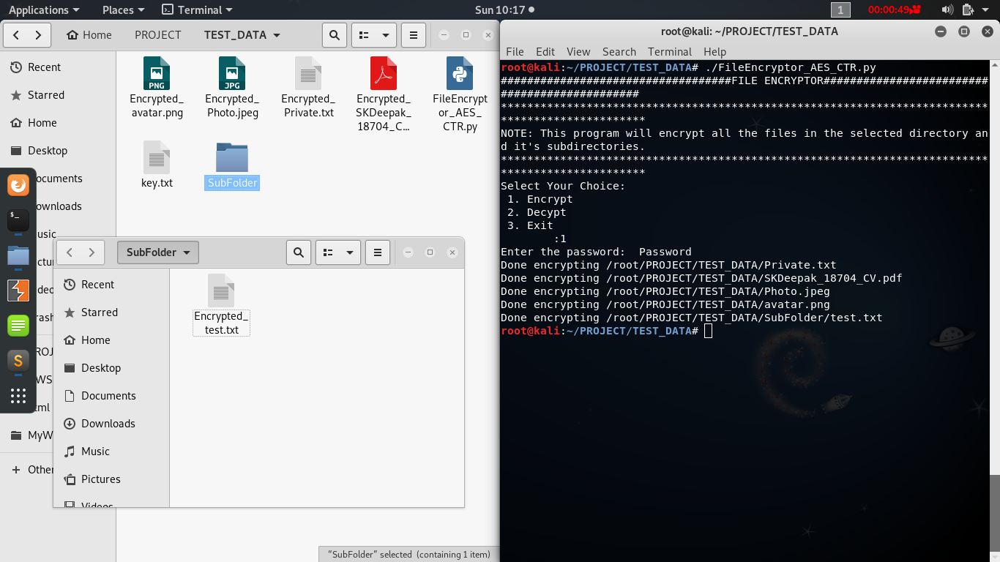 Applications
Places
Terminal
Sun 10:17
1
00:00:49
Home
PROJECT
TEST_DATA
Recent
Starred
Home
Desktop
ocuments
ownloads
usic
ctur
deo
rash
ROJ
WS
tml
MyW
Other
PNG
Encrypted_
avatar.png
JPG
Encrypted_
Photo.jpeg
Encrypted_
Private.txt
Encrypted_
SKDeepak_
18704_C…
FileEncrypt
or_AES_
CTR.py
key.txt
SubFolder
SubFolder
Recent
Starred
Home
Desktop
Documents
Downloads
Music
Pictures
Videos
Encrypted_
test.txt
“SubFolder” selected (containing 1 item)
root@kali: ~/PROJECT/TEST_DATA
File Edit View Search Terminal Help
root@kali:~/PROJECT/TEST_DATA# ./FileEncryptor_AES_CTR.py
###################################FILE ENCRYPTOR#########################
#####################
**************************************************************************
**********************
NOTE: This program will encrypt all the files in the selected directory an
d it's subdirectories.
**************************************************************************
**********************
Select Your Choice:
1. Encrypt
2. Decypt
3. Exit
:1
Enter the password:  Password
Done encrypting /root/PROJECT/TEST_DATA/Private.txt
Done encrypting /root/PROJECT/TEST_DATA/SKDeepak_18704_CV.pdf
Done encrypting /root/PROJECT/TEST_DATA/Photo.jpeg
Done encrypting /root/PROJECT/TEST_DATA/avatar.png
Done encrypting /root/PROJECT/TEST_DATA/SubFolder/test.txt
root@kali:~/PROJECT/TEST_DATA#